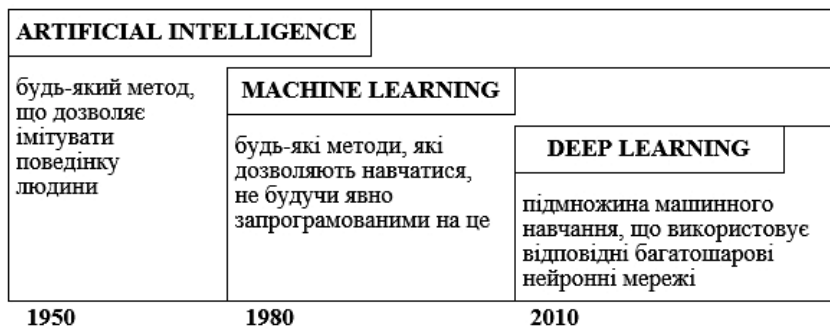 ARTIFICIAL INTELLIGENCE
будь-який метод,
що дозволяє
імітувати
поведінку
людини
MACHINE LEARNING
будь-які методи, які
дозволяють навчатися,
не будучи явно
запрограмованими на це
DEEP LEARNING
підмножина машинного
навчання, що використовує
відповідні багатошарові
нейронні мережі
1950
1980
2010